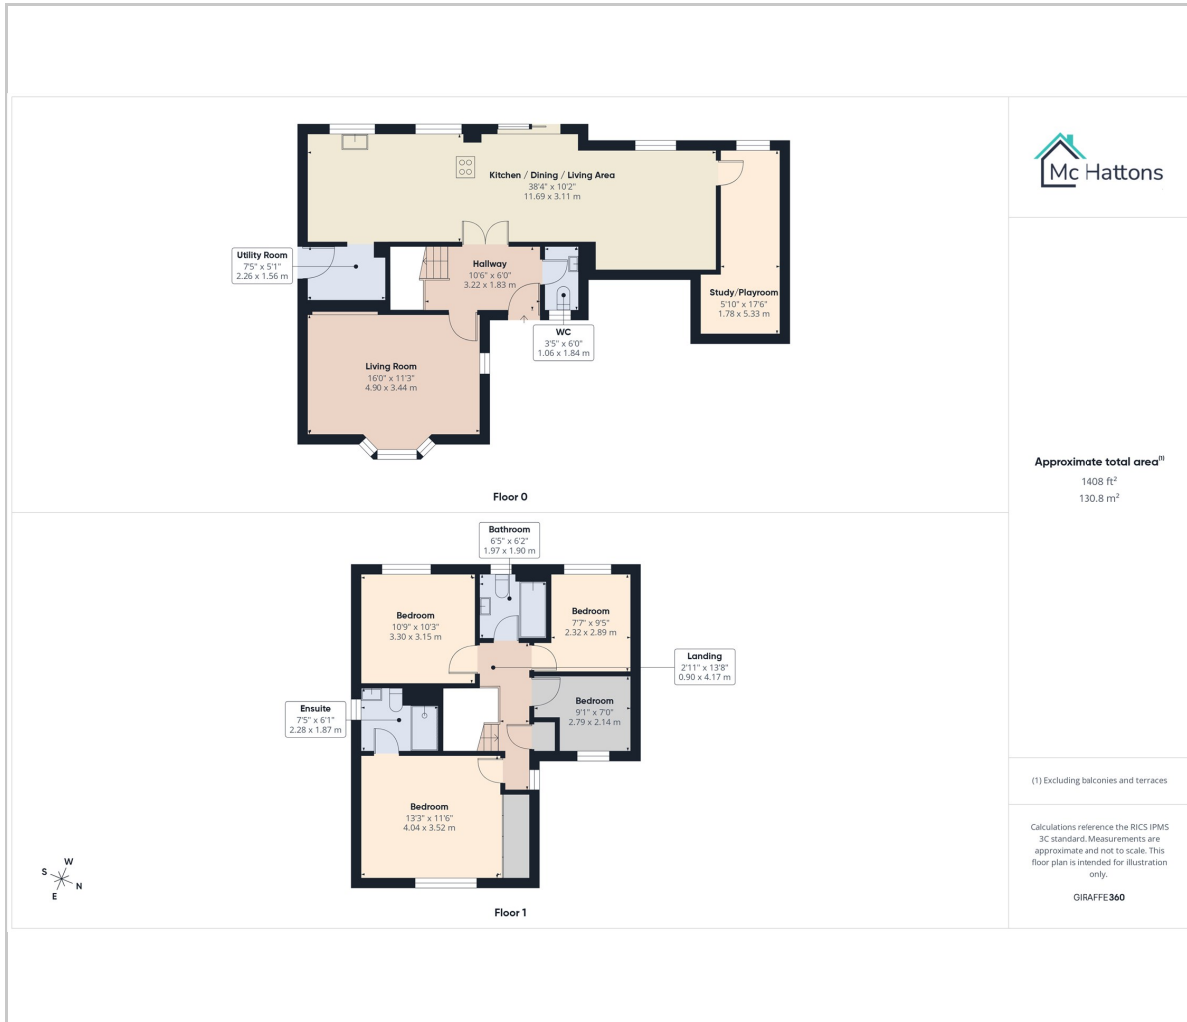 Kitchen / Dining / Living Area
38'4" x 10'2"
11.69 x 3.11 m
Utility Room
7'5" x 5'1"
2.26 x 1.56 m
Hallway
10'6" x 6'0"
3.22 x 1.83 m
Study/Playroom
5'10" x 17'6"
1.78 x 5.33 m
WC
3'5" x 6'0"
1.06 x 1.84 m
Living Room
16'0" x 11'3"
4.90 x 3.44 m
Floor 0
Bathroom
6'5" x 6'2"
1.97 x 1.90 m
Bedroom
10'9" x 10'3"
3.30 x 3.15 m
Bedroom
7'7" x 9'5"
2.32 x 2.89 m
Landing
2'11" x 13'8"
0.90 x 4.17 m
Ensuite
7'5" x 6'1"
2.28 x 1.87 m
Bedroom
9'1" x 7'0"
2.79 x 2.14 m
Bedroom
13'3" x 11'6"
4.04 x 3.52 m
W
S
N
E
Floor 1
Mc Hattons
Approximate total area(1)
1408 ft²
130.8 m²
(1) Excluding balconies and terraces
Calculations reference the RICS IPMS
3C standard. Measurements are
approximate and not to scale. This
floor plan is intended for illustration
only.
GIRAFFE360